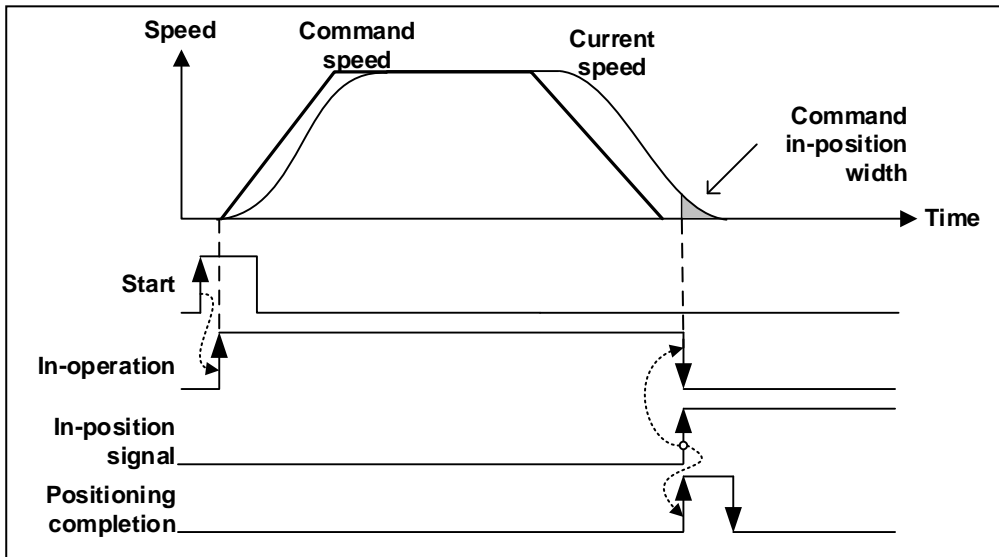 Speed
Command
speed
Current
speed
Command
in-position
width
Time
Start
In-operation
In-position
signal
Positioning
completion